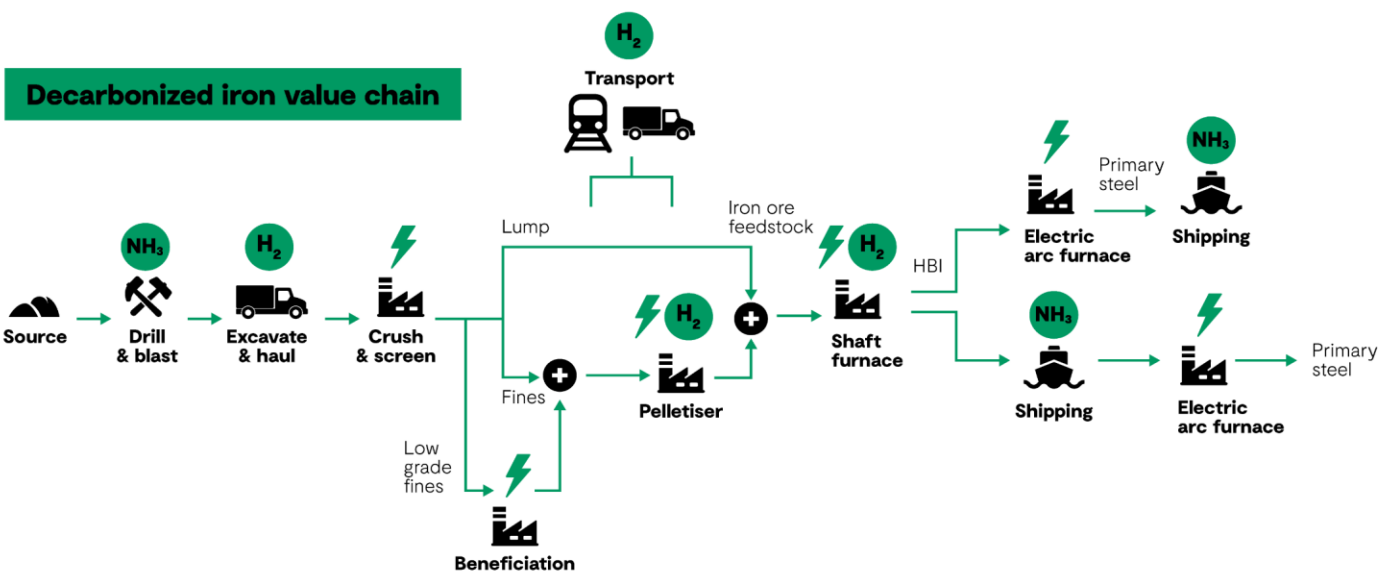 H₂
Transport
Decarbonized iron value chain
NH₃
Primary
steel
Electric
arc furnace
Shipping
Lump
Iron ore
feedstock
NH₃
H₂
H₂
HBI
Source
Drill
& blast
Excavate
& haul
Crush
& screen
H₂
Shaft
furnace
NH₃
Fines
Pelletiser
Shipping
Electric
arc furnace
Primary
steel
Low
grade
fines
Beneficiation